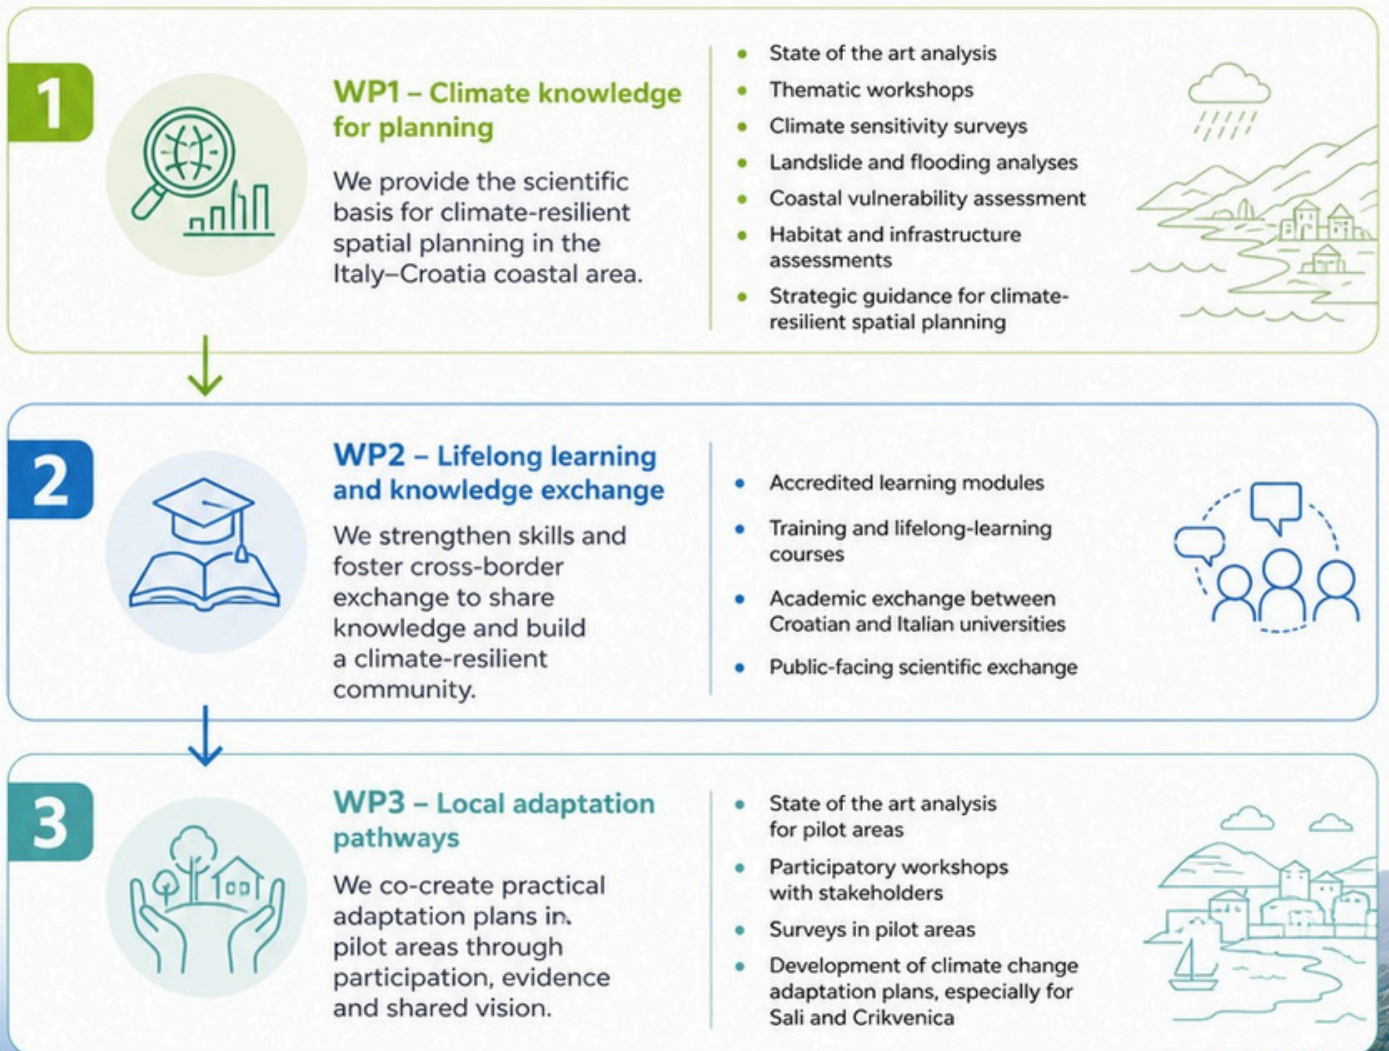 1
WP1 – Climate knowledge
for planning
We provide the scientific
basis for climate-resilient
spatial planning in the
Italy–Croatia coastal area.
State of the art analysis
Thematic workshops
Climate sensitivity surveys
Landslide and flooding analyses
Coastal vulnerability assessment
Habitat and infrastructure
assessments
Strategic guidance for climate-
resilient spatial planning
2
WP2 – Lifelong learning
and knowledge exchange
We strengthen skills and
foster cross-border
exchange to share
knowledge and build
a climate-resilient
community.
Accredited learning modules
Training and lifelong-learning
courses
Academic exchange between
Croatian and Italian universities
Public-facing scientific exchange
3
WP3 – Local adaptation
pathways
We co-create practical
adaptation plans in.
pilot areas through
participation, evidence
and shared vision.
State of the art analysis
for pilot areas
Participatory workshops
with stakeholders
Surveys in pilot areas
Development of climate change
adaptation plans, especially for
Sali and Crikvenica